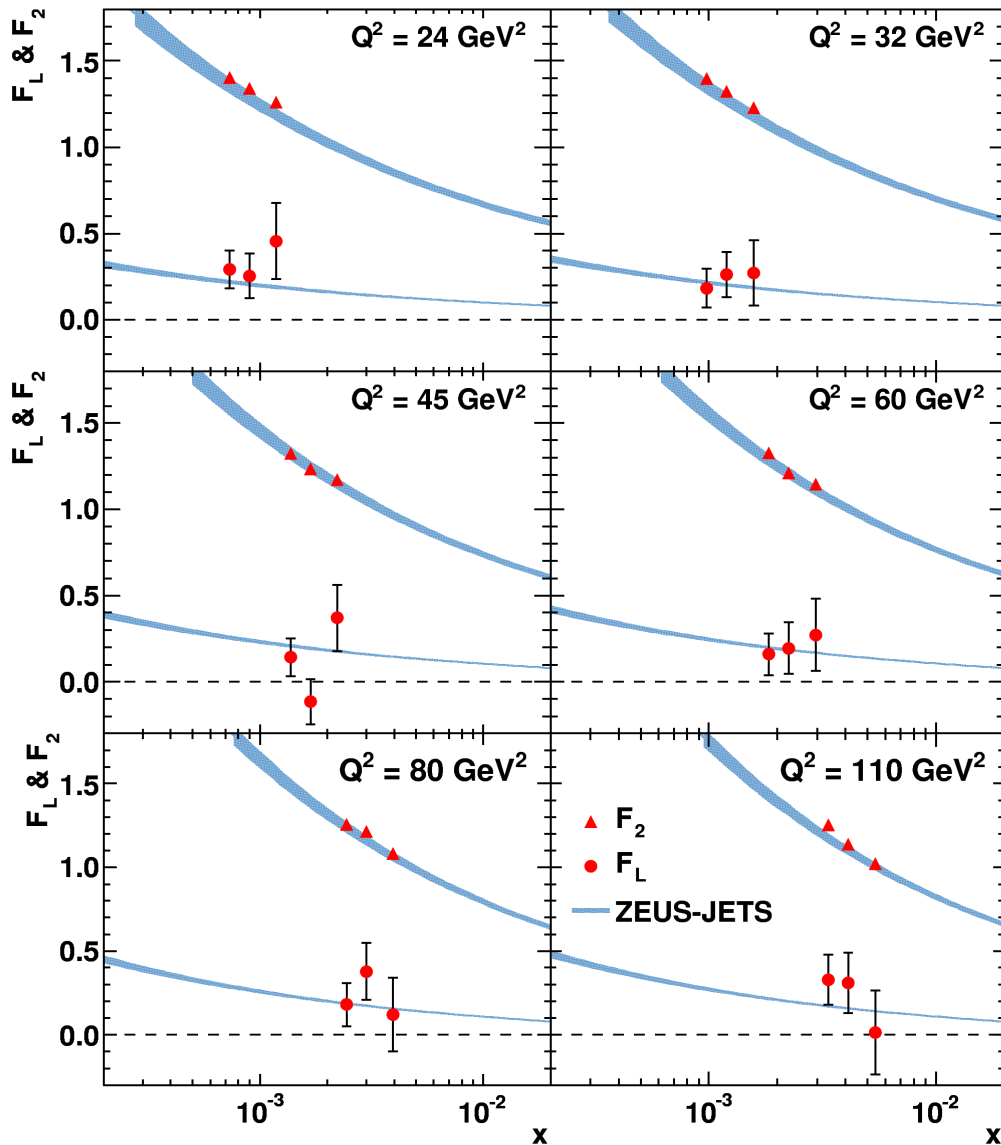 F_L & F_2
Q² = 24 GeV²
Q² = 32 GeV²
1.5
1.0
0.5
0.0
F_L & F_2
Q² = 45 GeV²
Q² = 60 GeV²
1.5
1.0
0.5
0.0
F_L & F_2
Q² = 80 GeV²
Q² = 110 GeV²
1.5
1.0
0.5
0.0
F_2
F_L
ZEUS-JETS
10⁻³
10⁻²
10⁻³
10⁻²
x
x